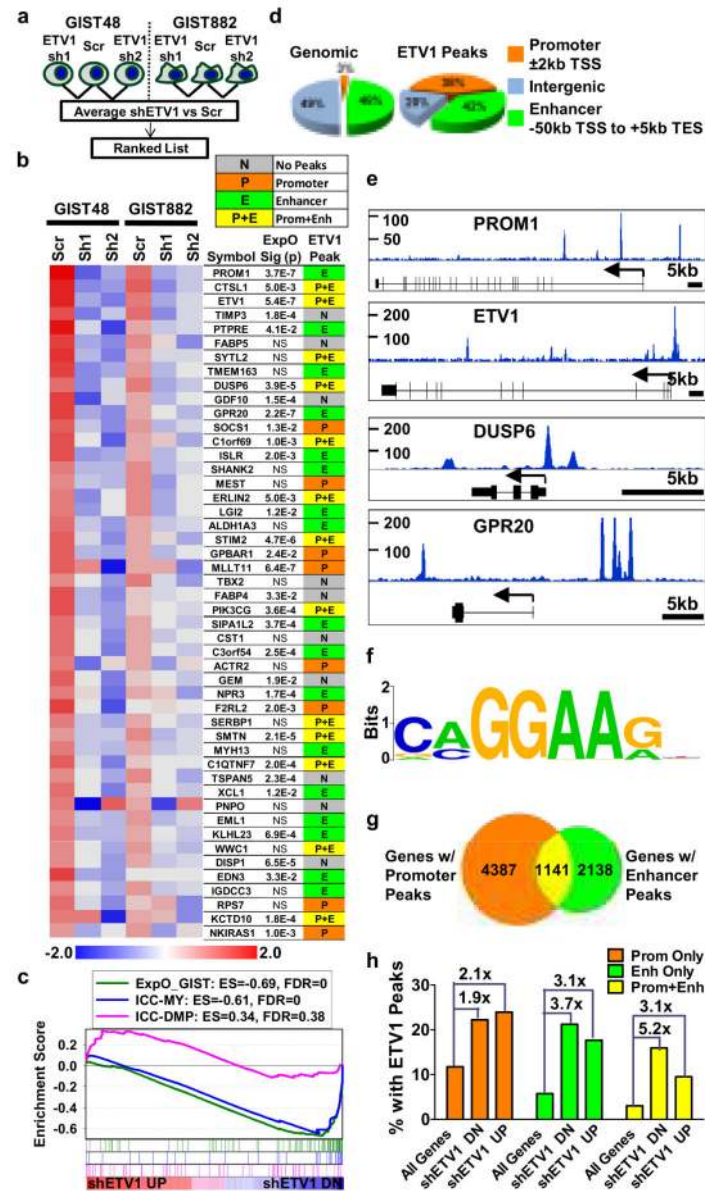 a
GIST48 GIST882
ETV1 sh1 Scr ETV1 sh2 ETV1 sh1 Scr ETV1 sh2
Average shETV1 vs Scr
Ranked List
b
N No Peaks
P Promoter
E Enhancer
P+E Prom+Enh
GIST48 GIST882
Scr Sh1 Sh2 Scr Sh1 Sh2
Symbol ExpO Sig (p) ETV1 Peak
PROM1 3.7E-7 E
CTSL1 5.0E-3 P+E
ETV1 5.4E-7 P+E
TIMP3 1.8E-4 N
PTPRE 4.1E-2 E
FABP5 NS N
SYTL2 NS P+E
TMEM163 NS E
DUSP6 3.9E-5 P+E
GDF10 1.5E-4 N
GPR20 2.2E-7 E
SOCS1 1.3E-2 P
C1orf69 1.0E-3 P+E
ISLR 2.0E-3 E
SHANK2 NS E
MEST NS P
ERLIN2 5.0E-3 P+E
LGI2 1.2E-2 E
ALDH1A3 NS E
STIM2 4.7E-6 P+E
GPBAR1 2.4E-2 P
MLLT11 6.4E-7 P
TBX2 NS N
FABP4 3.3E-2 N
PIK3CG 3.6E-4 P+E
SIPA1L2 3.7E-4 E
CST1 NS N
C3orf54 2.5E-4 E
ACTR2 NS P
GEM 1.9E-2 N
NPR3 1.7E-4 E
F2RL2 2.0E-3 P
SERBP1 NS P+E
SMTN 2.1E-5 P+E
MYH13 NS E
C1QTNF7 2.0E-4 P+E
TSPAN5 2.3E-4 N
XCL1 1.2E-2 E
PNPO NS N
EML1 NS E
KLHL23 6.9E-4 E
WWC1 NS P+E
DISP1 6.5E-5 N
EDN3 3.3E-2 E
IGDCC3 NS E
RPS7 NS P
KCTD10 1.8E-4 P+E
NKIRAS1 1.0E-3 P
-2.0 2.0
c
ExpO_GIST: ES=-0.69, FDR=0
ICC-MY: ES=-0.61, FDR=0
ICC-DMP: ES=0.34, FDR=0.38
Enrichment Score
0.2
0.0
-0.2
-0.4
-0.6
shETV1 UP shETV1 DN
d
Genomic ETV1 Peaks
49% 46% 38% 42%
Promoter
±2kb TSS
Intergenic
Enhancer
-50kb TSS to +5kb TES
e
100
50
PROM1
5kb
200
100
ETV1
5kb
200
100
DUSP6
5kb
200
100
GPR20
5kb
f
Bits
2
1
0
CAGGAAG
C A
g
Genes w/ Promoter Peaks
4387 1141 2138
Genes w/ Enhancer Peaks
h
Prom Only
Enh Only
Prom+Enh
% with ETV1 Peaks
30
20
10
0
2.1x
1.9x
3.1x
3.7x
3.1x
5.2x
All Genes shETV1 DN shETV1 UP All Genes shETV1 DN shETV1 UP All Genes shETV1 DN shETV1 UP